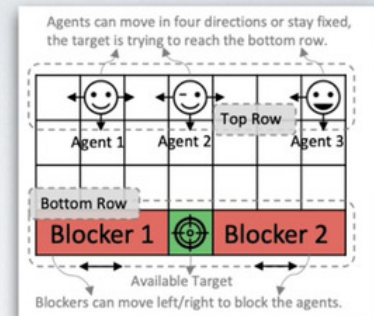 Agents can move in four directions or stay fixed,
the target is trying to reach the bottom row.
Top Row
Agent 1 Agent 2 Agent 3
Bottom Row
Blocker 1 Blocker 2
Available Target
Blockers can move left/right to block the agents.